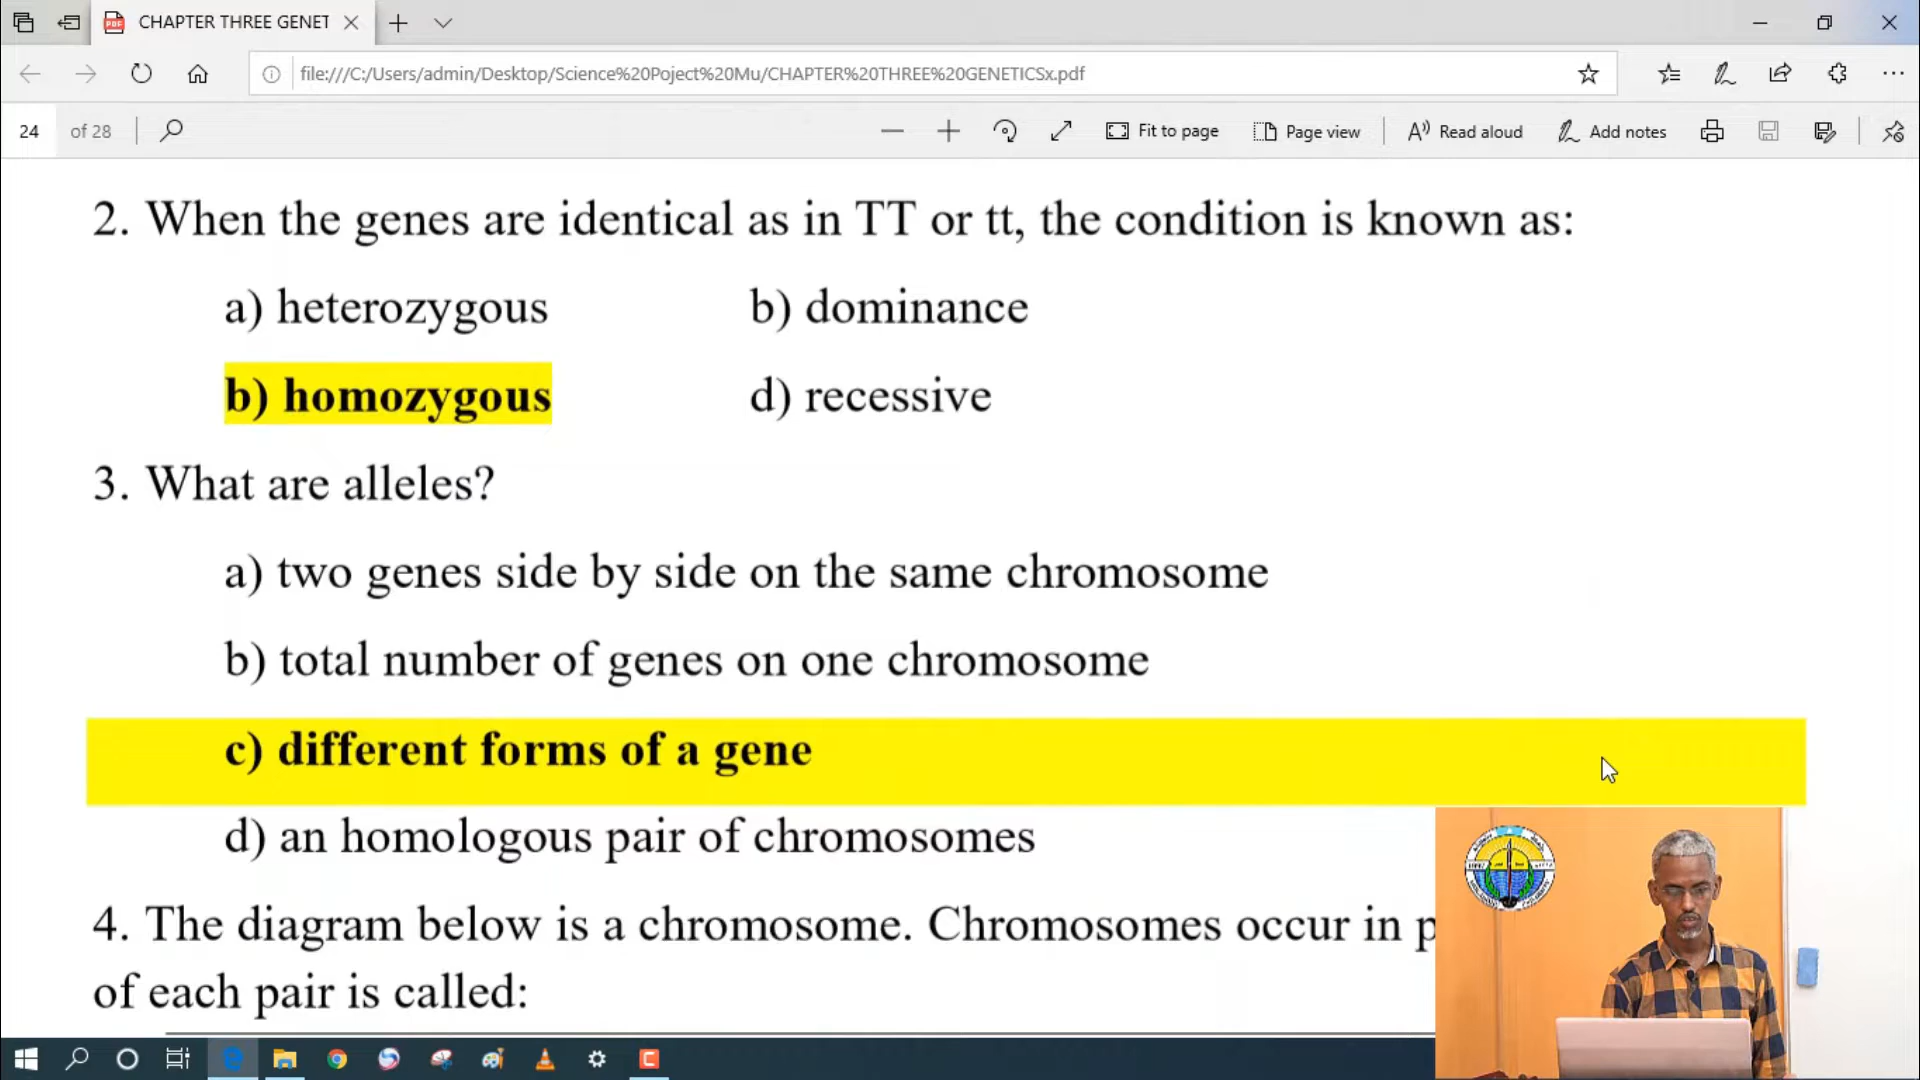 CHAPTER THREE GENET
file:///C:/Users/admin/Desktop/Science%20Poject%20Mu/CHAPTER%20THREE%20GENETICSx.pdf
24 of 28 Fit to page Page view Read aloud Add notes
2. When the genes are identical as in TT or tt, the condition is known as:
a) heterozygous b) dominance
b) homozygous d) recessive
3. What are alleles?
a) two genes side by side on the same chromosome
b) total number of genes on one chromosome
c) different forms of a gene
d) an homologous pair of chromosomes
4. The diagram below is a chromosome. Chromosomes occur in p
of each pair is called: